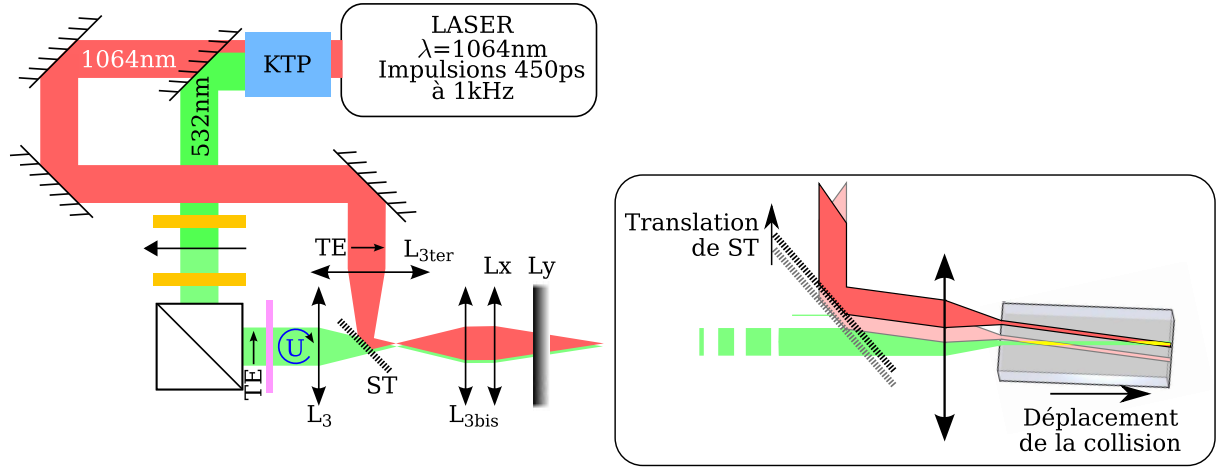 LASER
λ=1064nm
Impulsions 450ps
à 1kHz
KTP
1064nm
532nm
TE
L3ter
Lx
Ly
TE
U
ST
L3
L3bis
Translation
de ST
Déplacement
de la collision